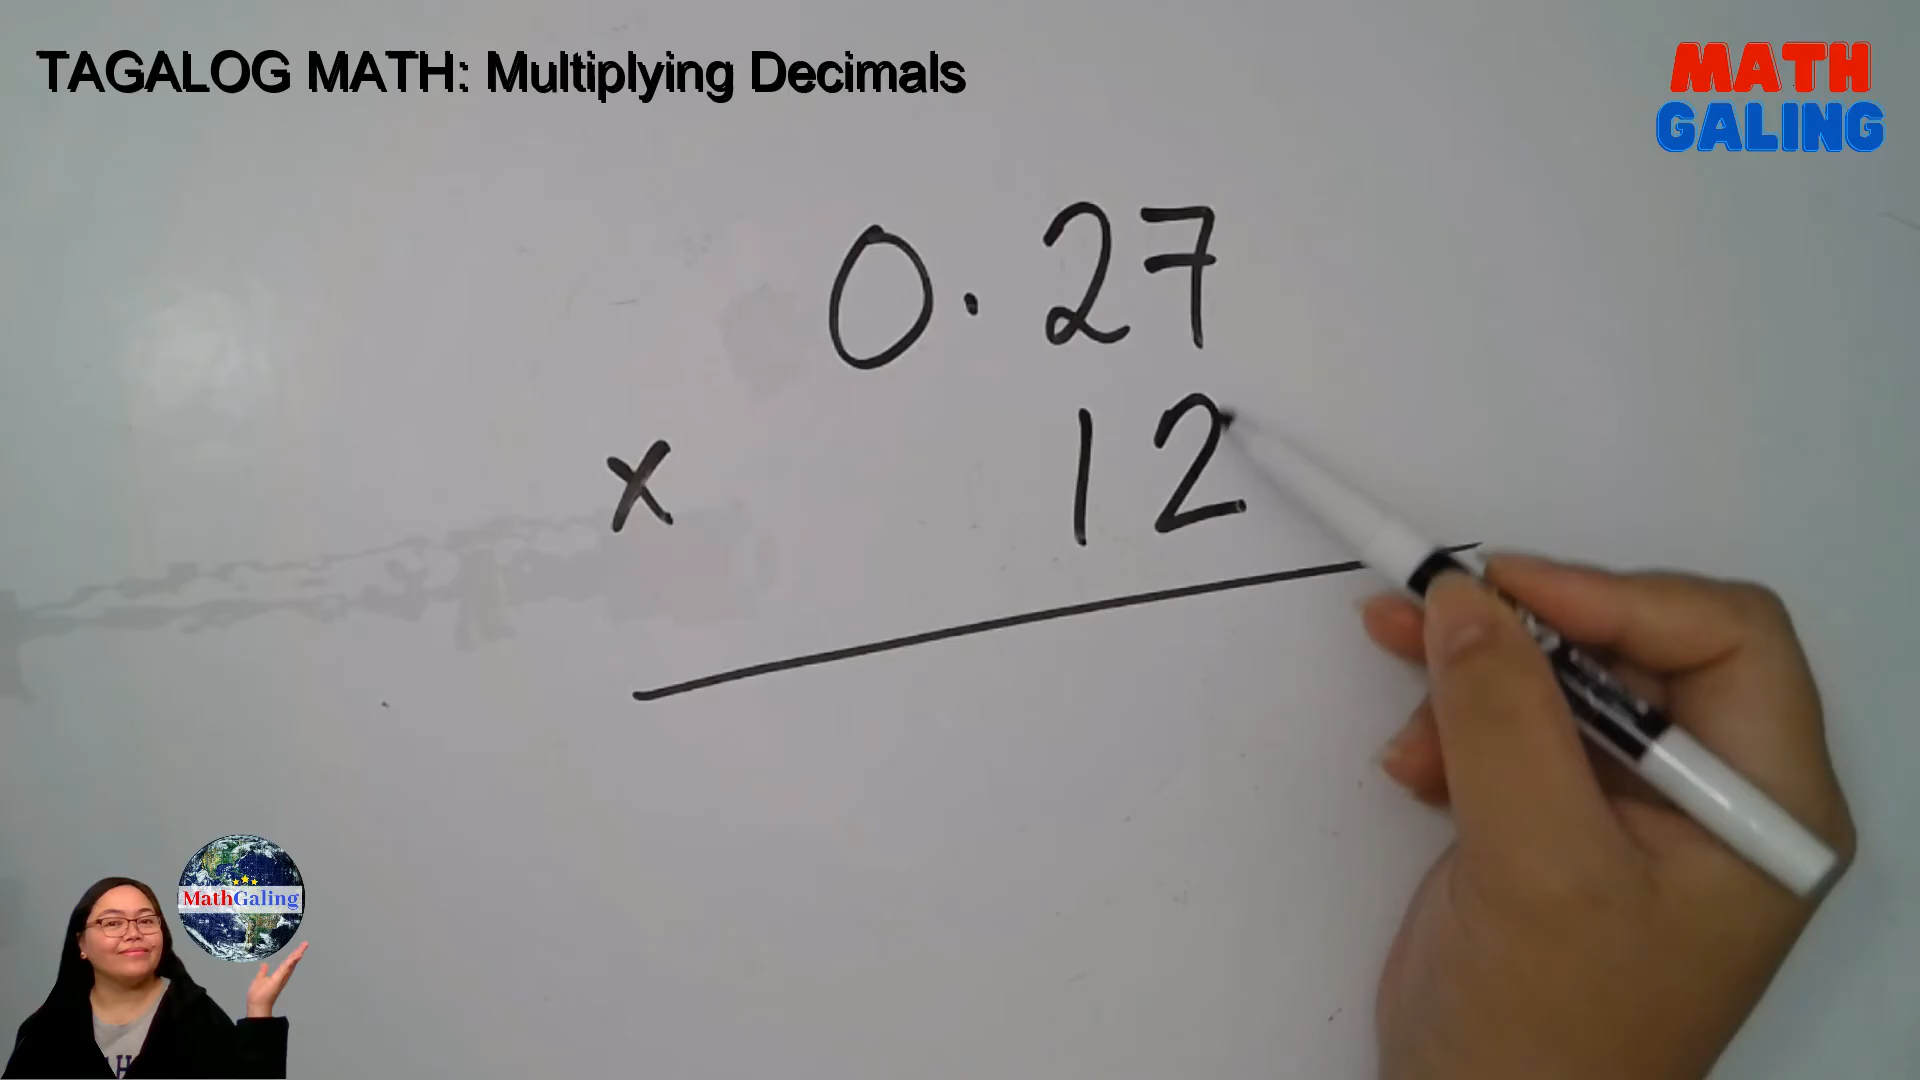 TAGALOG MATH: Multiplying Decimals
MATH
GALING
0.27
x 12
MathGaling